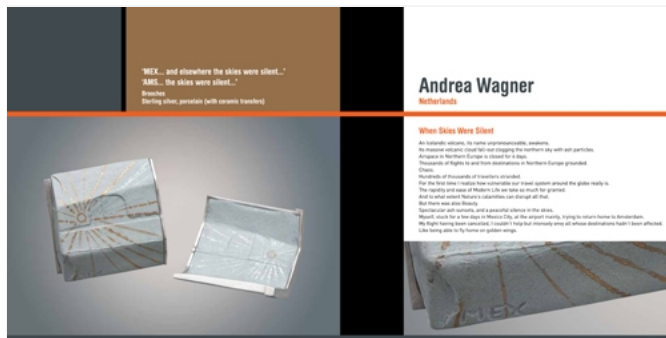 'MEX... and elsewhere the skies were silent...'
'AMS... the skies were silent...'
Brooches
Sterling silver, porcelain (with ceramic transfers)
Andrea Wagner
Netherlands
When Skies Were Silent
An Icelandic volcano, its name unpronounceable, awakens.
Its massive volcanic cloud fall-out clogging the northern sky with ash particles.
Airspace in Northern Europe is closed for 6 days.
Thousands of flights to and from destinations in Northern Europe grounded.
Chaos.
Hundreds of thousands of travellers stranded.
For the first time I realize how vulnerable our travel system around the globe really is.
The rapidity and ease of Modern Life we take so much for granted.
And in what extent Nature's calamities can disrupt all that.
But there was also Beauty
Spectacular ash sunsets, and a peaceful silence in the skies.
Myself, stuck for a few days in Mexico City, at the airport mainly, trying to return home to Amsterdam.
My flight having been cancelled, I couldn't help but intensely envy all whose destinations hadn't been affected.
Like being able to fly home on golden wings.
MEX